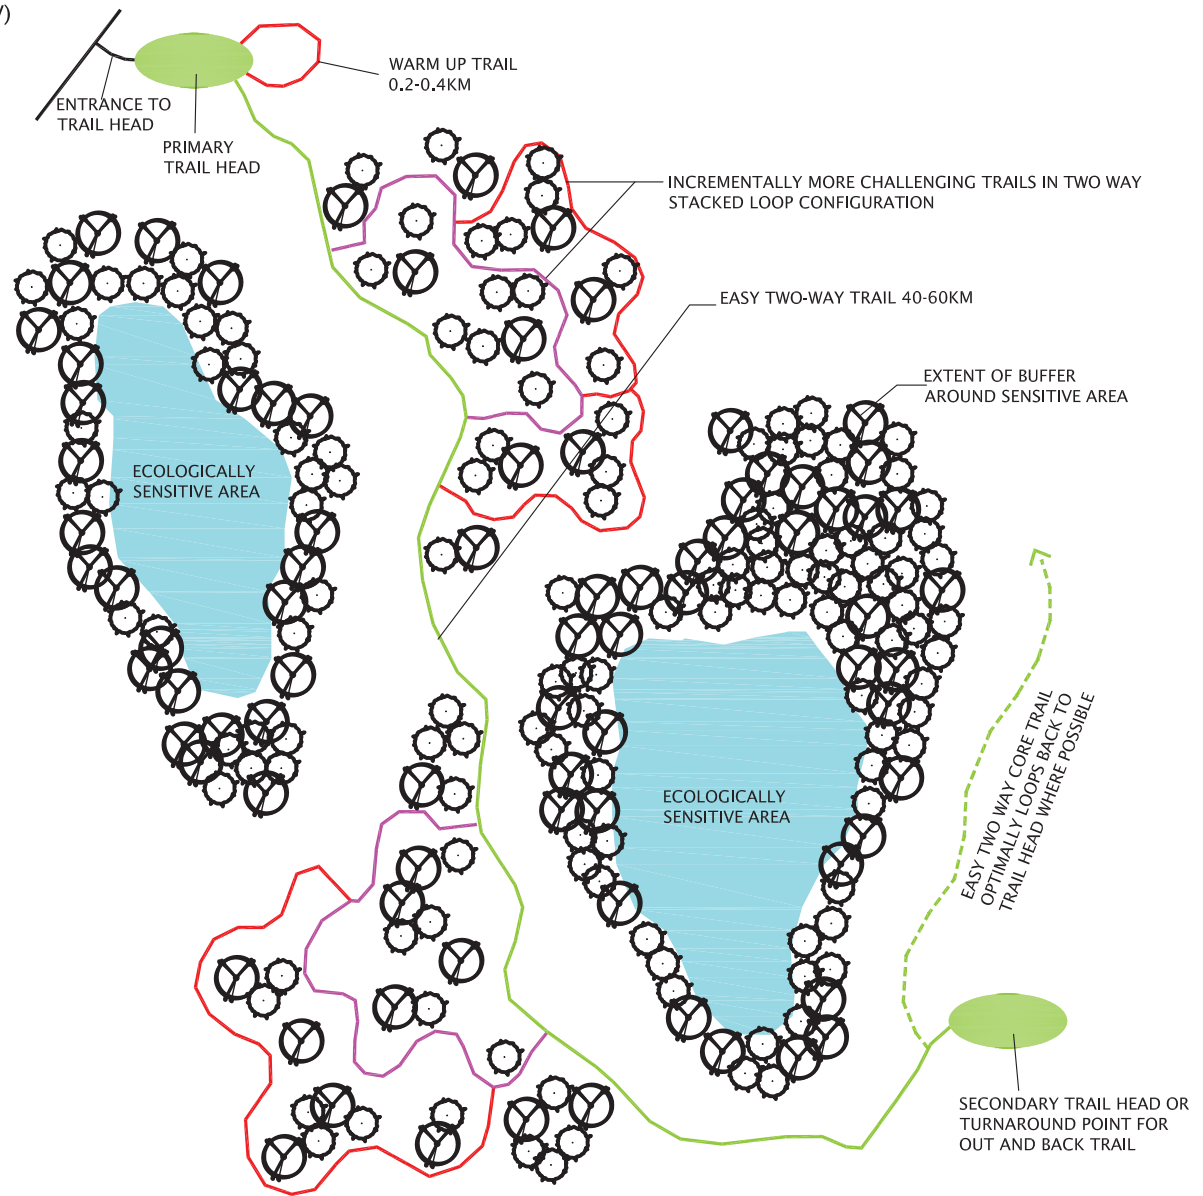 /)
WARM UP TRAIL
0.2-0.4KM
ENTRANCE TO
TRAIL HEAD
PRIMARY
TRAIL HEAD
INCREMENTALLY MORE CHALLENGING TRAILS IN TWO WAY
STACKED LOOP CONFIGURATION
EASY TWO-WAY TRAIL 40-60KM
EXTENT OF BUFFER
AROUND SENSITIVE AREA
ECOLOGICALLY
SENSITIVE AREA
ECOLOGICALLY
SENSITIVE AREA
EASY TWO WAY CORE TRAIL
OPTIMALLY LOOPS BACK TO
TRAIL HEAD WHERE POSSIBLE
SECONDARY TRAIL HEAD OR
TURNAROUND POINT FOR
OUT AND BACK TRAIL